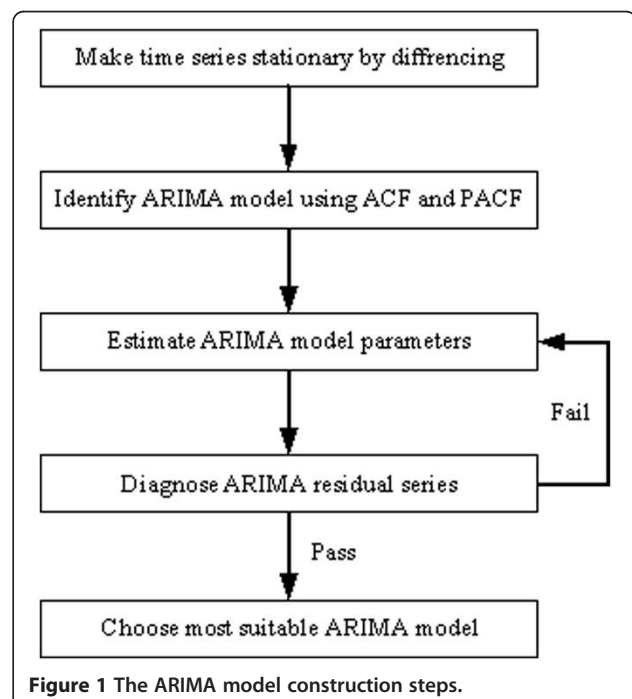 Make time series stationary by diffrencing
Identify ARIMA model using ACF and PACF
Estimate ARIMA model parameters
Fail
Diagnose ARIMA residual series
Pass
Choose most suitable ARIMA model
Figure 1 The ARIMA model construction steps.